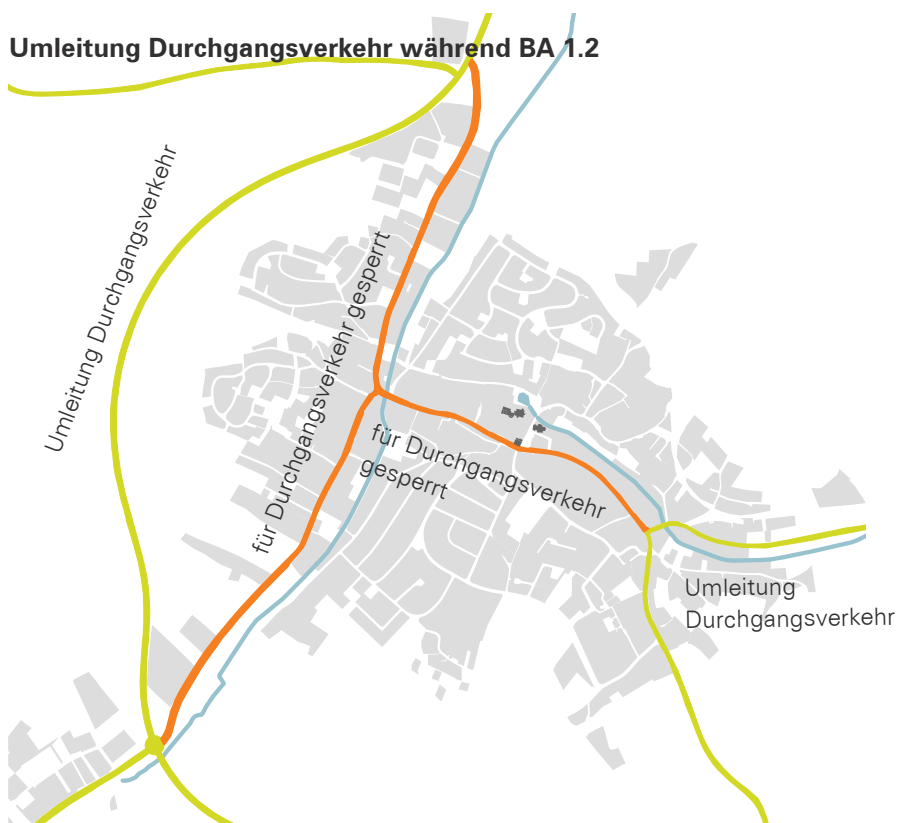 Umleitung Durchgangsverkehr während BA 1.2
Umleitung Durchgangsverkehr
für Durchgangsverkehr gesperrt
für Durchgangsverkehr
gesperrt
Umleitung
Durchgangsverkehr